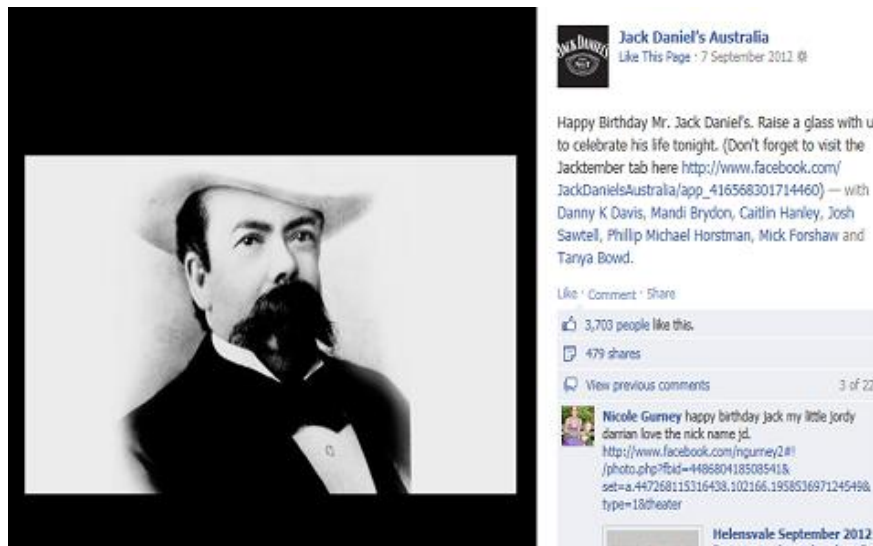 JACK DANIEL'S
Jack Daniel's Australia
Like This Page · 7 September 2012
Happy Birthday Mr. Jack Daniel's. Raise a glass with u
to celebrate his life tonight. (Don't forget to visit the
Jacktember tab here http://www.facebook.com/
JackDanielsAustralia/app_416568301714460) — with
Danny K Davis, Mandi Brydon, Caitlin Hanley, Josh
Sawtell, Phillip Michael Horstman, Mick Forshaw and
Tanya Bowd.
Like · Comment · Share
3,703 people like this.
479 shares
View previous comments 3 of 22
Nicole Gurney happy birthday jack my little jordy
darrian love the nick name jd.
http://www.facebook.com/ngurney2#!
/photo.php?fbid=448680418508541&
set=a.447268115316438.102166.195853697124549&
type=1&theater
Helensvale September 2012